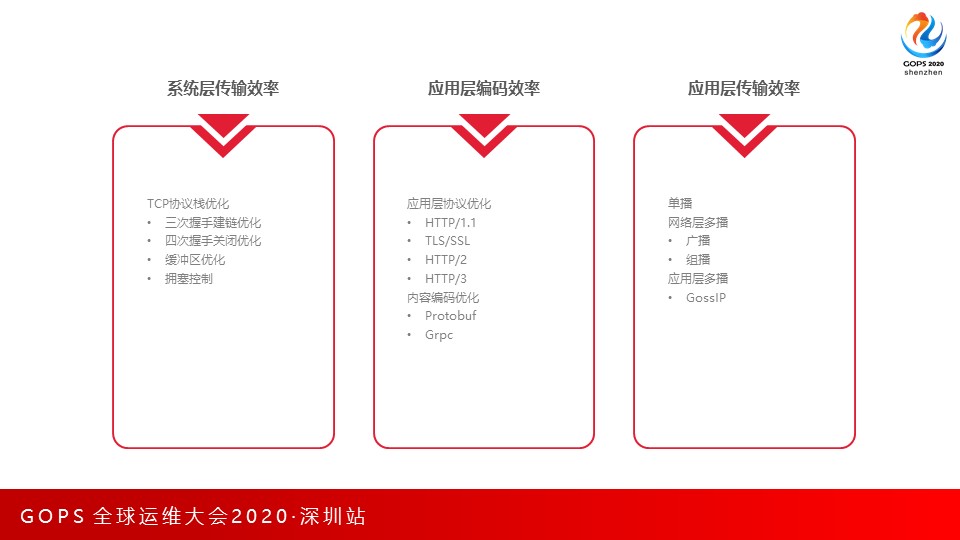 GOPS 2020
shenzhen
系统层传输效率
TCP协议栈优化
• 三次握手建链优化
• 四次握手关闭优化
• 缓冲区优化
• 拥塞控制
应用层编码效率
应用层协议优化
• HTTP/1.1
• TLS/SSL
• HTTP/2
• HTTP/3
内容编码优化
• Protobuf
• Grpc
应用层传输效率
单播
网络层多播
• 广播
• 组播
应用层多播
• GossIP
GOPS 全球运维大会2020·深圳站